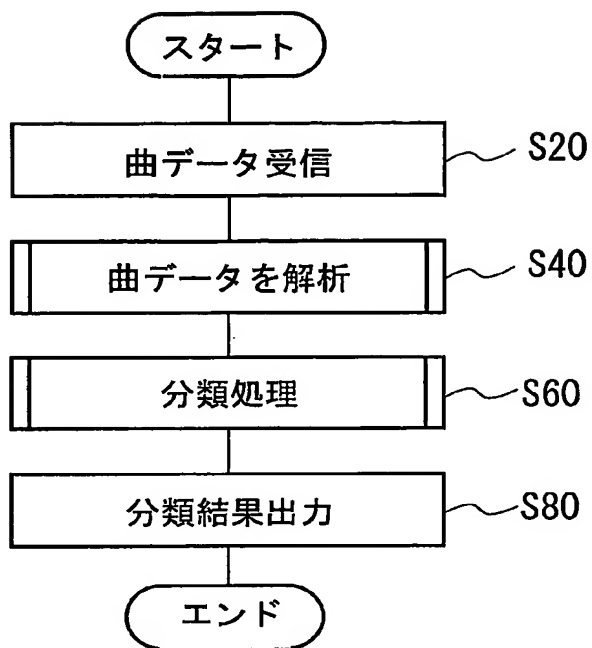 スタート
曲データ受信 S20
曲データを解析 S40
分類処理 S60
分類結果出力 S80
エンド